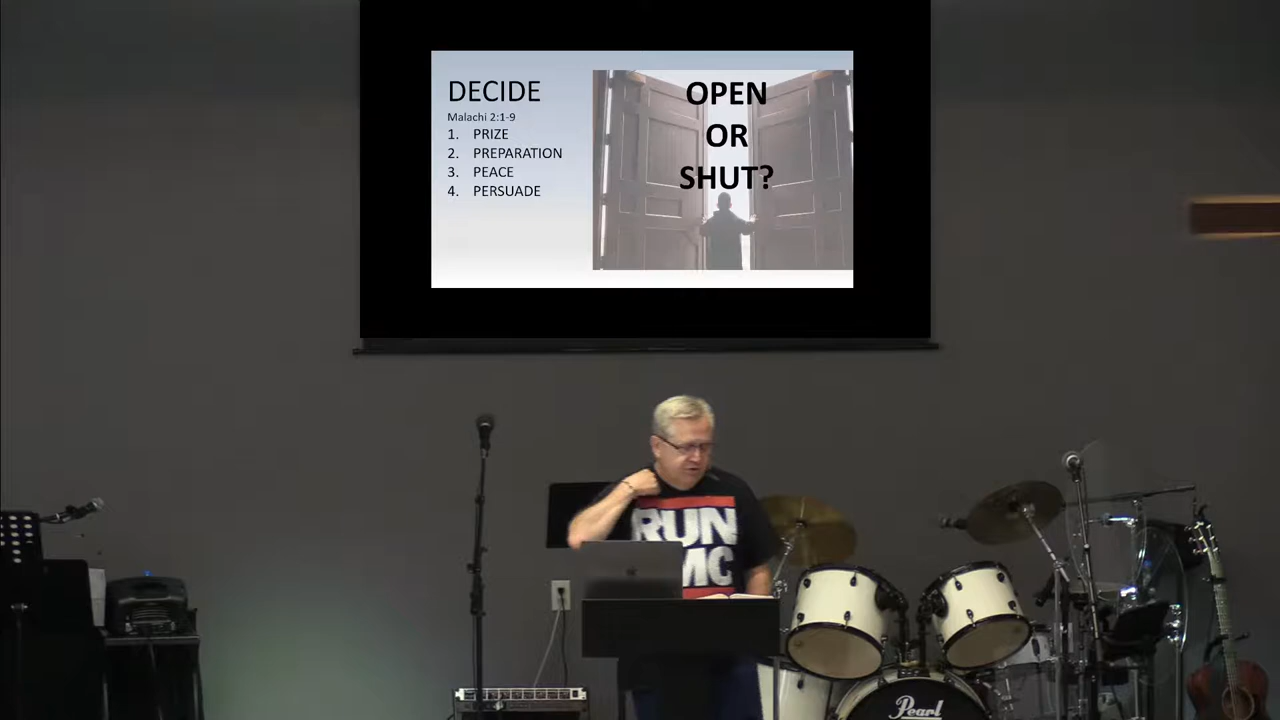 DECIDE
Malachi 2:1-9
1. PRIZE
2. PREPARATION
3. PEACE
4. PERSUADE
OPEN
OR
SHUT?
RUN
MC
Pearl